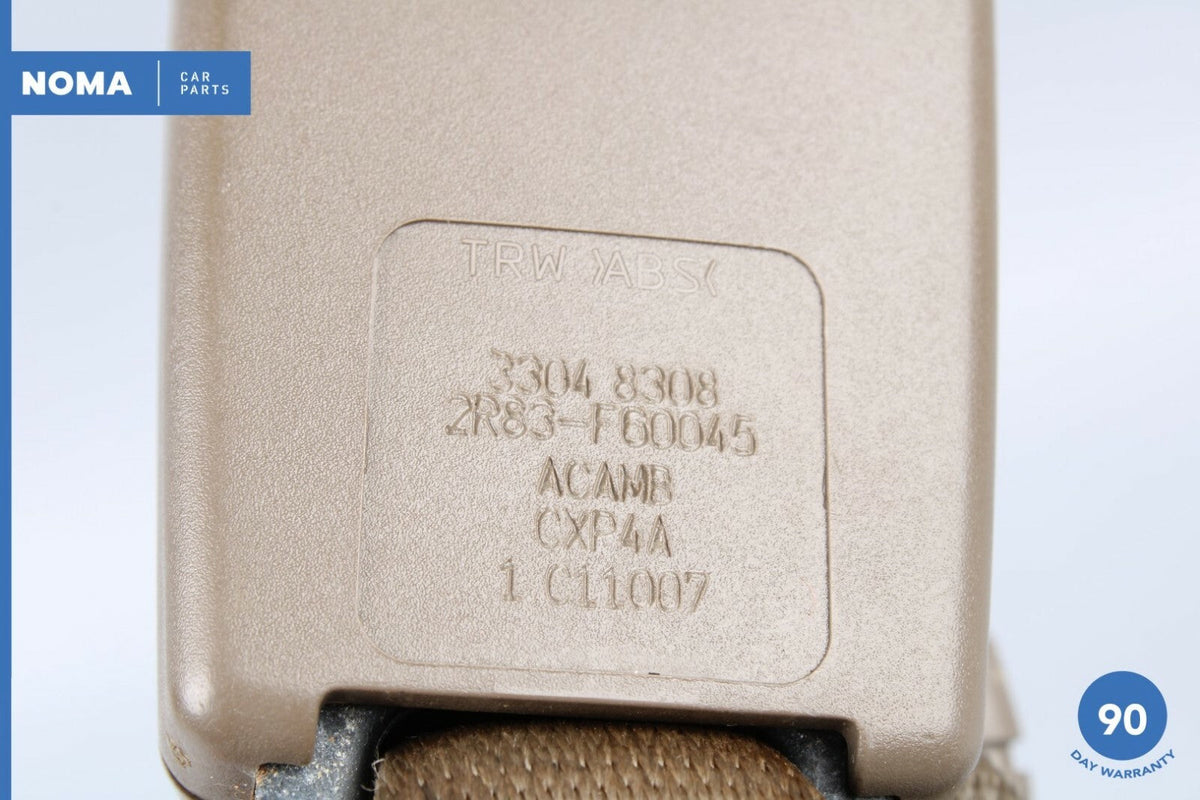 NOMA
CAR
PARTS
TRW >ABS<
3304 8308
2R83-F60045
ACAMB
CXP4A
1 C11007
90
DAY WARRANTY